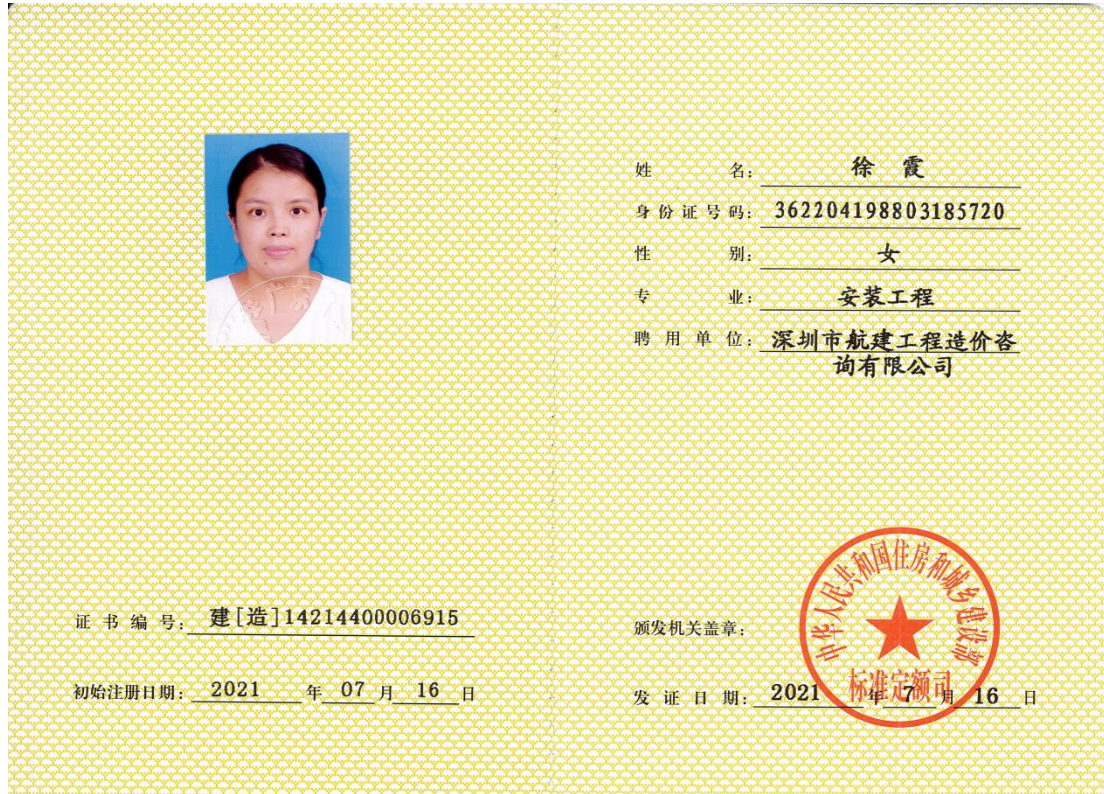 姓名: 徐霞
身份证号码: 362204198803185720
性别: 女
专业: 安装工程
聘用单位: 深圳市航建工程造价咨
询有限公司
证书编号: 建[造]14214400006915
初始注册日期: 2021年07月16日
颁发机关盖章:
中华人民共和国住房和城乡建设部
标准定额司
发证日期: 2021年7月16日